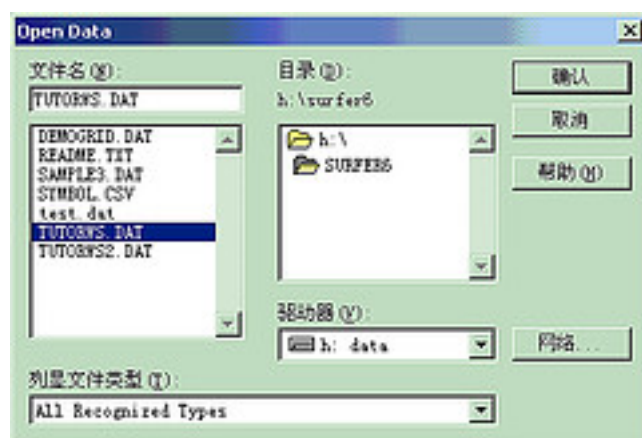 Open Data
文件名(N):
TUTORWS.DAT
DEMOGRID.DAT
README.TXT
SAMPLE3.DAT
SYMBOL.CSV
test.dat
TUTORWS.DAT
TUTORWS2.DAT
列显文件类型(T):
All Recognized Types
目录(D):
h:\surfer6
h:\
SURFER6
驱动器(V):
h: data
确认
取消
帮助(H)
网络...